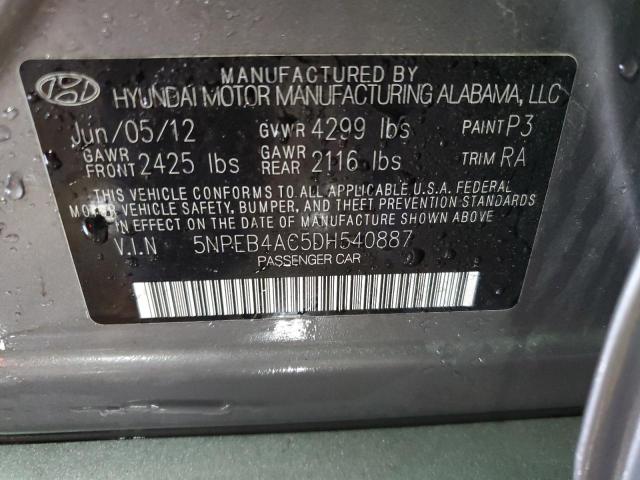 MANUFACTURED BY
HYUNDAI MOTOR MANUFACTURING ALABAMA, LLC
Jun/05/12 GVWR 4299 lbs PAINT P3
GAWR FRONT 2425 lbs GAWR REAR 2116 lbs TRIM RA
THIS VEHICLE CONFORMS TO ALL APPLICABLE U.S.A. FEDERAL
MOTOR VEHICLE SAFETY, BUMPER, AND THEFT PREVENTION STANDARDS
IN EFFECT ON THE DATE OF MANUFACTURE SHOWN ABOVE.
V.I.N 5NPEB4AC5DH540887
PASSENGER CAR